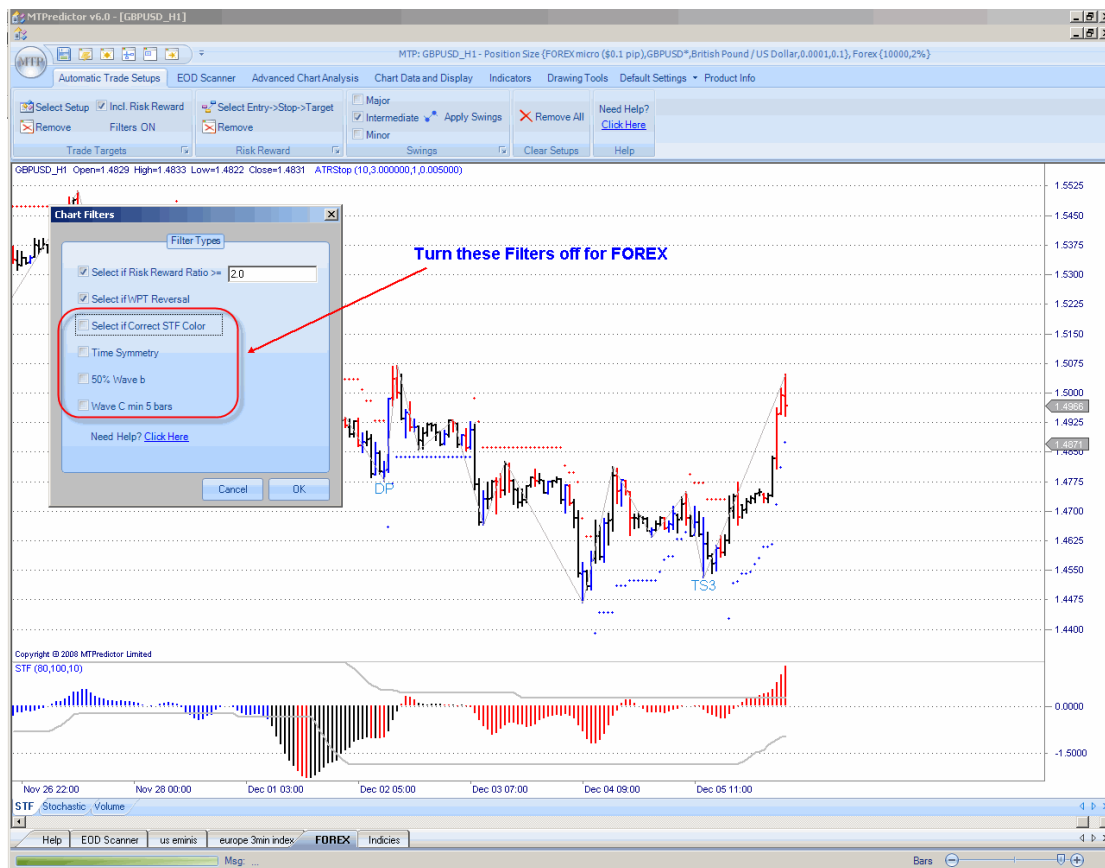 MTPredictor v6.0 - [GBPUSD_H1]
MTP: GBPUSD_H1 - Position Size {FOREXmicro ($0.1 pip),GBPUSD*,British Pound / US Dollar,0.0001,0.1}, Forex {10000,2%}
MTP
Automatic Trade Setups EOD Scanner Advanced Chart Analysis Chart Data and Display Indicators Drawing Tools Default Settings Product Info
Select Setup Incl. Risk Reward Select Entry->Stop->Target Major Need Help?
Intermediate Apply Swings Remove All
Remove Filters ON Remove Click Here
Minor
Trade Targets Risk Reward Swings Clear Setups Help
GBPUSD_H1 Open=1.4829 High=1.4833 Low=1.4822 Close=1.4831 ATRStop (10,3.000000,1,0.005000)
1.5525
Chart Filters
1.5450
Filter Types
1.5375
Turn these Filters off for FOREX
Select if Risk Reward Ratio >= 2.0
1.5300
Select if WPT Reversal
1.5225
Select if Correct STF Color
1.5150
Time Symmetry
1.5075
50% Wave b
1.5000
Wave C min 5 bars
1.4966
1.4925
Need Help? Click Here
1.4871
1.4850
Cancel OK
DP
1.4775
1.4700
1.4625
1.4550
TS3
1.4475
1.4400
Copyright © 2008 MTPredictor Limited
STF (80,100,10)
0.0000
-1.5000
Nov 26 22:00 Nov 28 00:00 Dec 01 03:00 Dec 02 05:00 Dec 03 07:00 Dec 04 09:00 Dec 05 11:00
STF Stochastic Volume
Help EOD Scanner us eminis europe 3min index FOREX Indicies
Msg: ... Bars